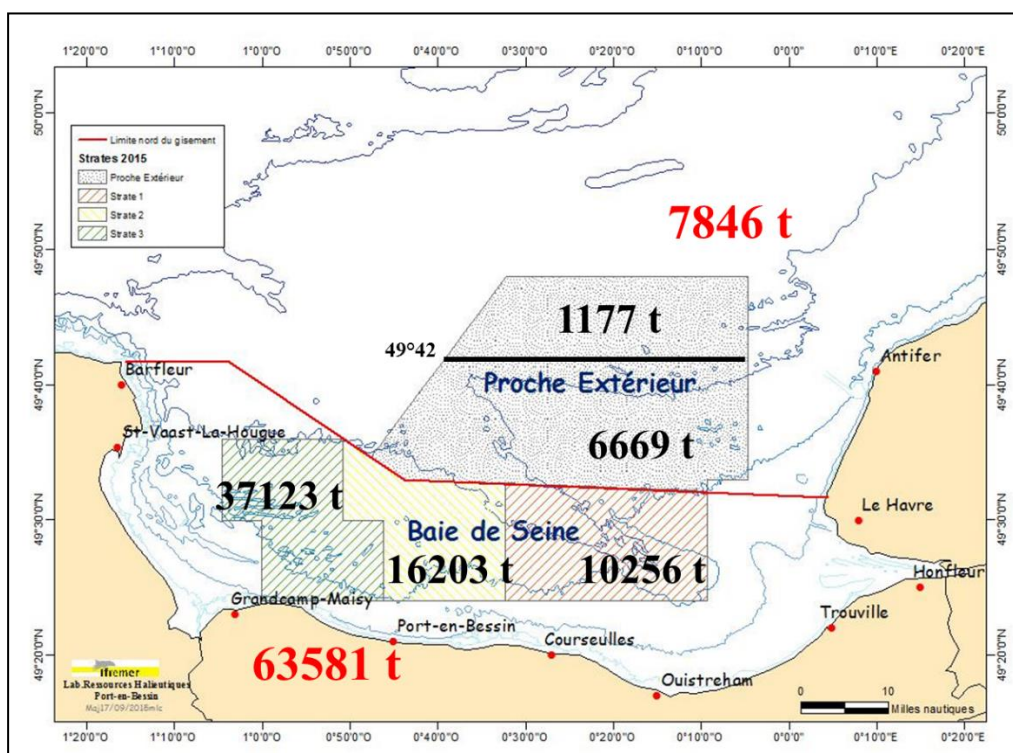 1°20'0"O 1°10'0"O 1°0'0"O 0°50'0"O 0°40'0"O 0°30'0"O 0°20'0"O 0°10'0"O 0°0'0" 0°10'0"E 0°20'0"E
50°0'0"N 50°0'0"N
Limite nord du gisement
Strates 2015
Proche Extérieur
Strate 1
Strate 2
Strate 3
7846 t
49°50'0"N 49°50'0"N
1177 t
49°42
Antifer
Proche Extérieur
Barfleur
49°40'0"N 49°40'0"N
St-Vaast-La-Hougue
6669 t
37123 t
Le Havre
49°30'0"N 49°30'0"N
Baie de Seine
16203 t 10256 t
Honfleur
Grandcamp-Maisy
Port-en-Bessin
Trouville
Courseulles
49°20'0"N 49°20'0"N
63581 t
Ouistreham
Ifremer
Lab.Ressources Halieutiques
Port-en-Bessin
0 10
Milles nautiques
1°20'0"O 1°10'0"O 1°0'0"O 0°50'0"O 0°40'0"O 0°30'0"O 0°20'0"O 0°10'0"O 0°0'0" 0°10'0"E 0°20'0"E